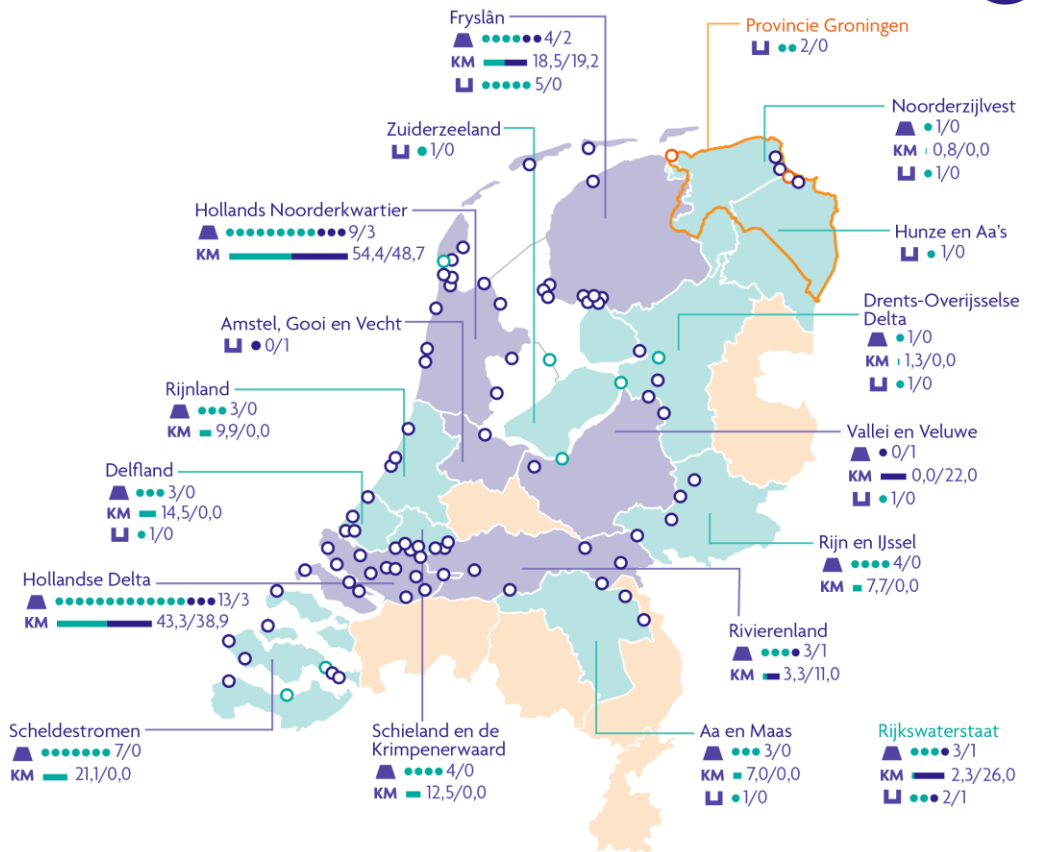 Fryslân
4/2
KM 18,5/19,2
5/0
Provincie Groningen
2/0
Noorderzijlvest
1/0
KM 0,8/0,0
1/0
Zuiderzeeland
1/0
Hollands Noorderkwartier
9/3
KM 54,4/48,7
Hunze en Aa's
1/0
Drents-Overijsselse
Delta
1/0
KM 1,3/0,0
1/0
Amstel, Gooi en Vecht
0/1
Rijnland
3/0
KM 9,9/0,0
Vallei en Veluwe
0/1
KM 0,0/22,0
1/0
Delfland
3/0
KM 14,5/0,0
1/0
Rijn en IJssel
4/0
KM 7,7/0,0
Hollandse Delta
13/3
KM 43,3/38,9
Rivierenland
3/1
KM 3,3/11,0
Scheldestromen
7/0
KM 21,1/0,0
Schieland en de
Krimpenerwaard
4/0
KM 12,5/0,0
Aa en Maas
3/0
KM 7,0/0,0
1/0
Rijkswaterstaat
3/1
KM 2,3/26,0
2/1